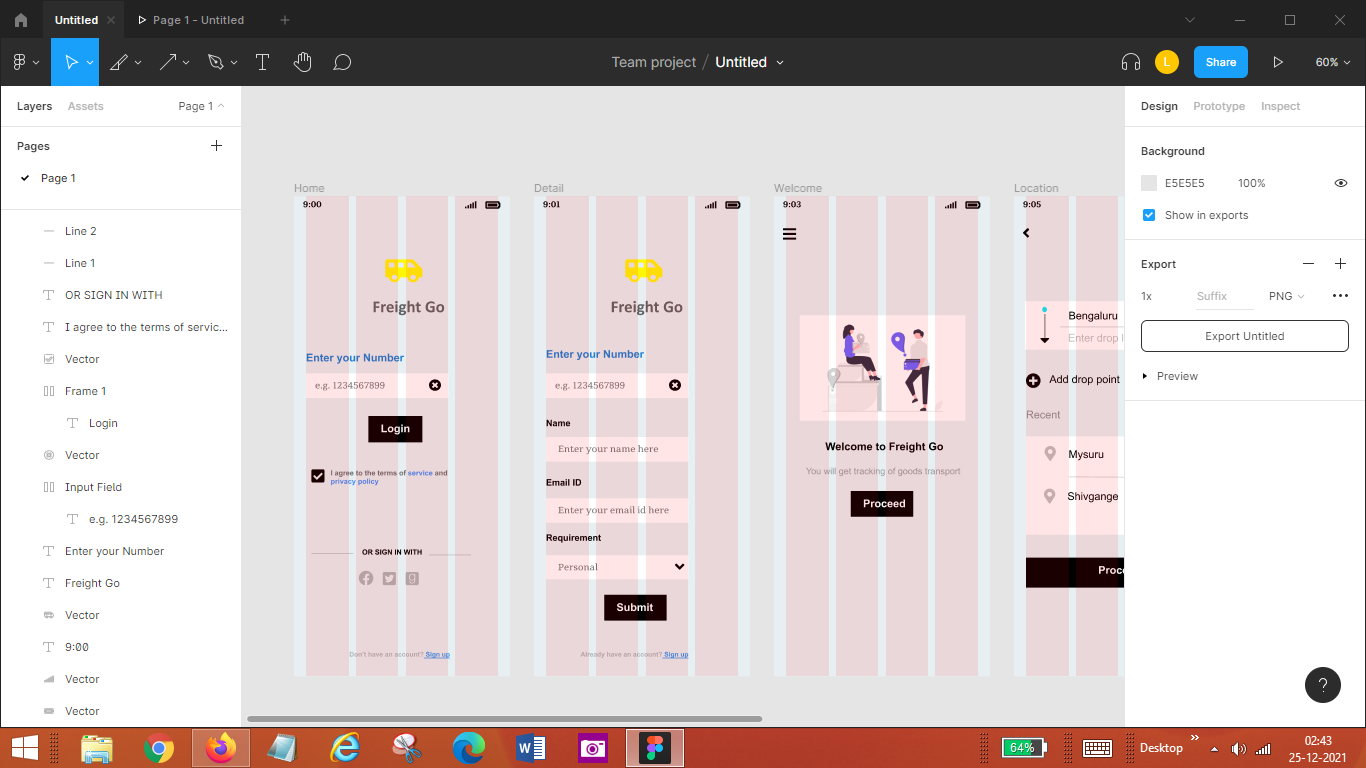 Untitled
Page 1 - Untitled
Team project / Untitled
L
Share
60%
Layers
Assets
Page 1
Pages
Page 1
Line 2
Line 1
OR SIGN IN WITH
I agree to the terms of servic...
Vector
Frame 1
Login
Vector
Input Field
e.g. 1234567899
Enter your Number
Freight Go
Vector
9:00
Vector
Vector
Home
9:00
Freight Go
Enter your Number
e.g. 1234567899
Login
I agree to the terms of service and
privacy policy
OR SIGN IN WITH
Don't have an account? Sign up
Detail
9:01
Freight Go
Enter your Number
e.g. 1234567899
Name
Enter your name here
Email ID
Enter your email id here
Requirement
Personal
Submit
Already have an account? Sign up
Welcome
9:03
Welcome to Freight Go
You will get tracking of goods transport
Proceed
Location
9:05
Bengaluru
Enter drop
Add drop point
Recent
Mysuru
Shivgange
Design
Prototype
Inspect
Background
E5E5E5
100%
Show in exports
Export
1x
Suffix
PNG
Export Untitled
Preview
?
64%
Desktop
02:43
25-12-2021